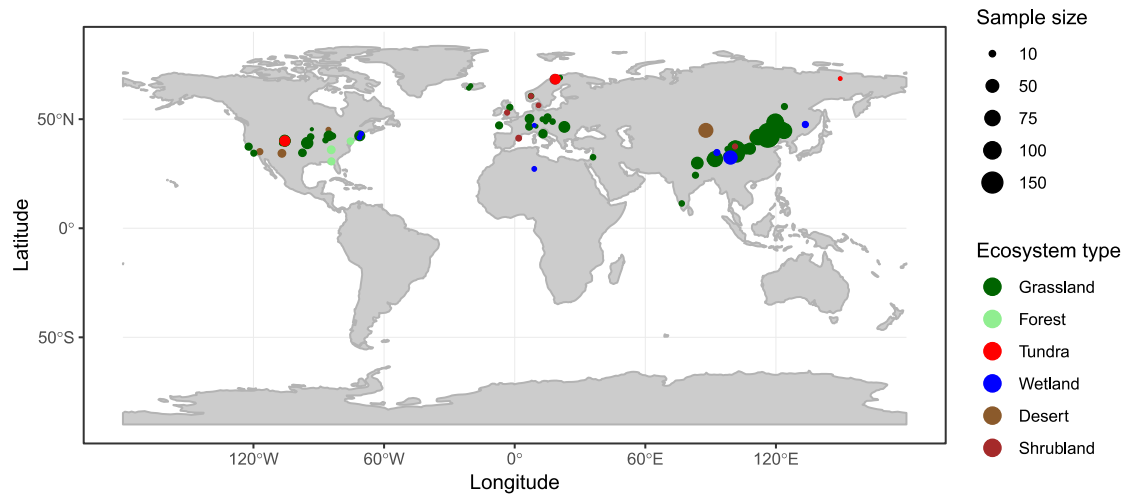 Sample size
10
50
75
100
150
Ecosystem type
Grassland
Forest
Tundra
Wetland
Desert
Shrubland
50°N
0°
50°S
Latitude
120°W
60°W
0°
60°E
120°E
Longitude